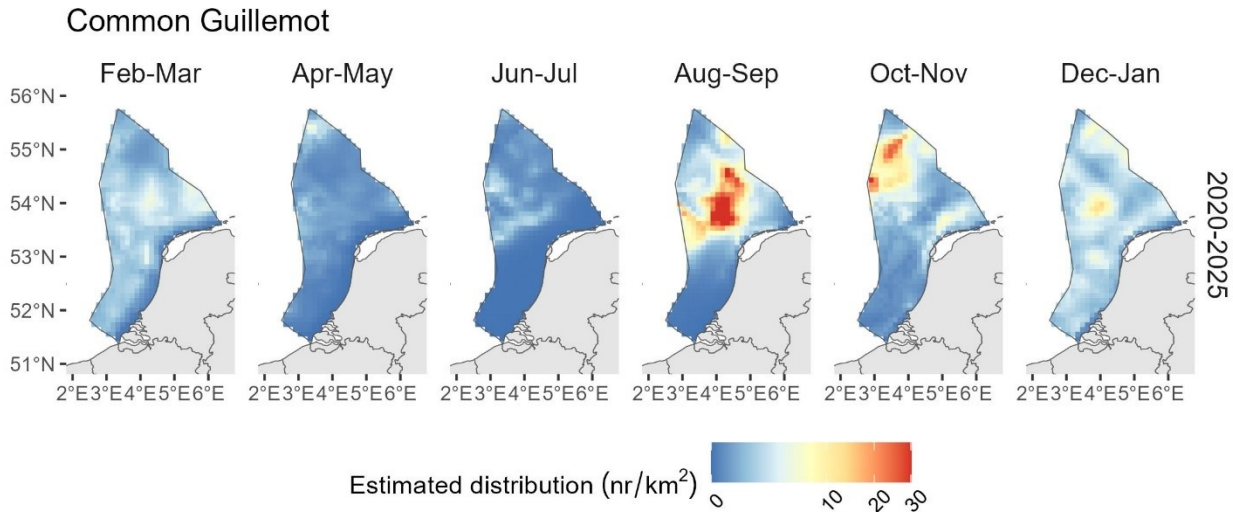 Common Guillemot
Feb-Mar Apr-May Jun-Jul Aug-Sep Oct-Nov Dec-Jan
56°N
55°N
54°N
53°N
52°N
51°N
2020-2025
2°E3°E4°E5°E6°E 2°E3°E4°E5°E6°E 2°E3°E4°E5°E6°E 2°E3°E4°E5°E6°E 2°E3°E4°E5°E6°E 2°E3°E4°E5°E6°E
Estimated distribution (nr/km²)
0 10 20 30